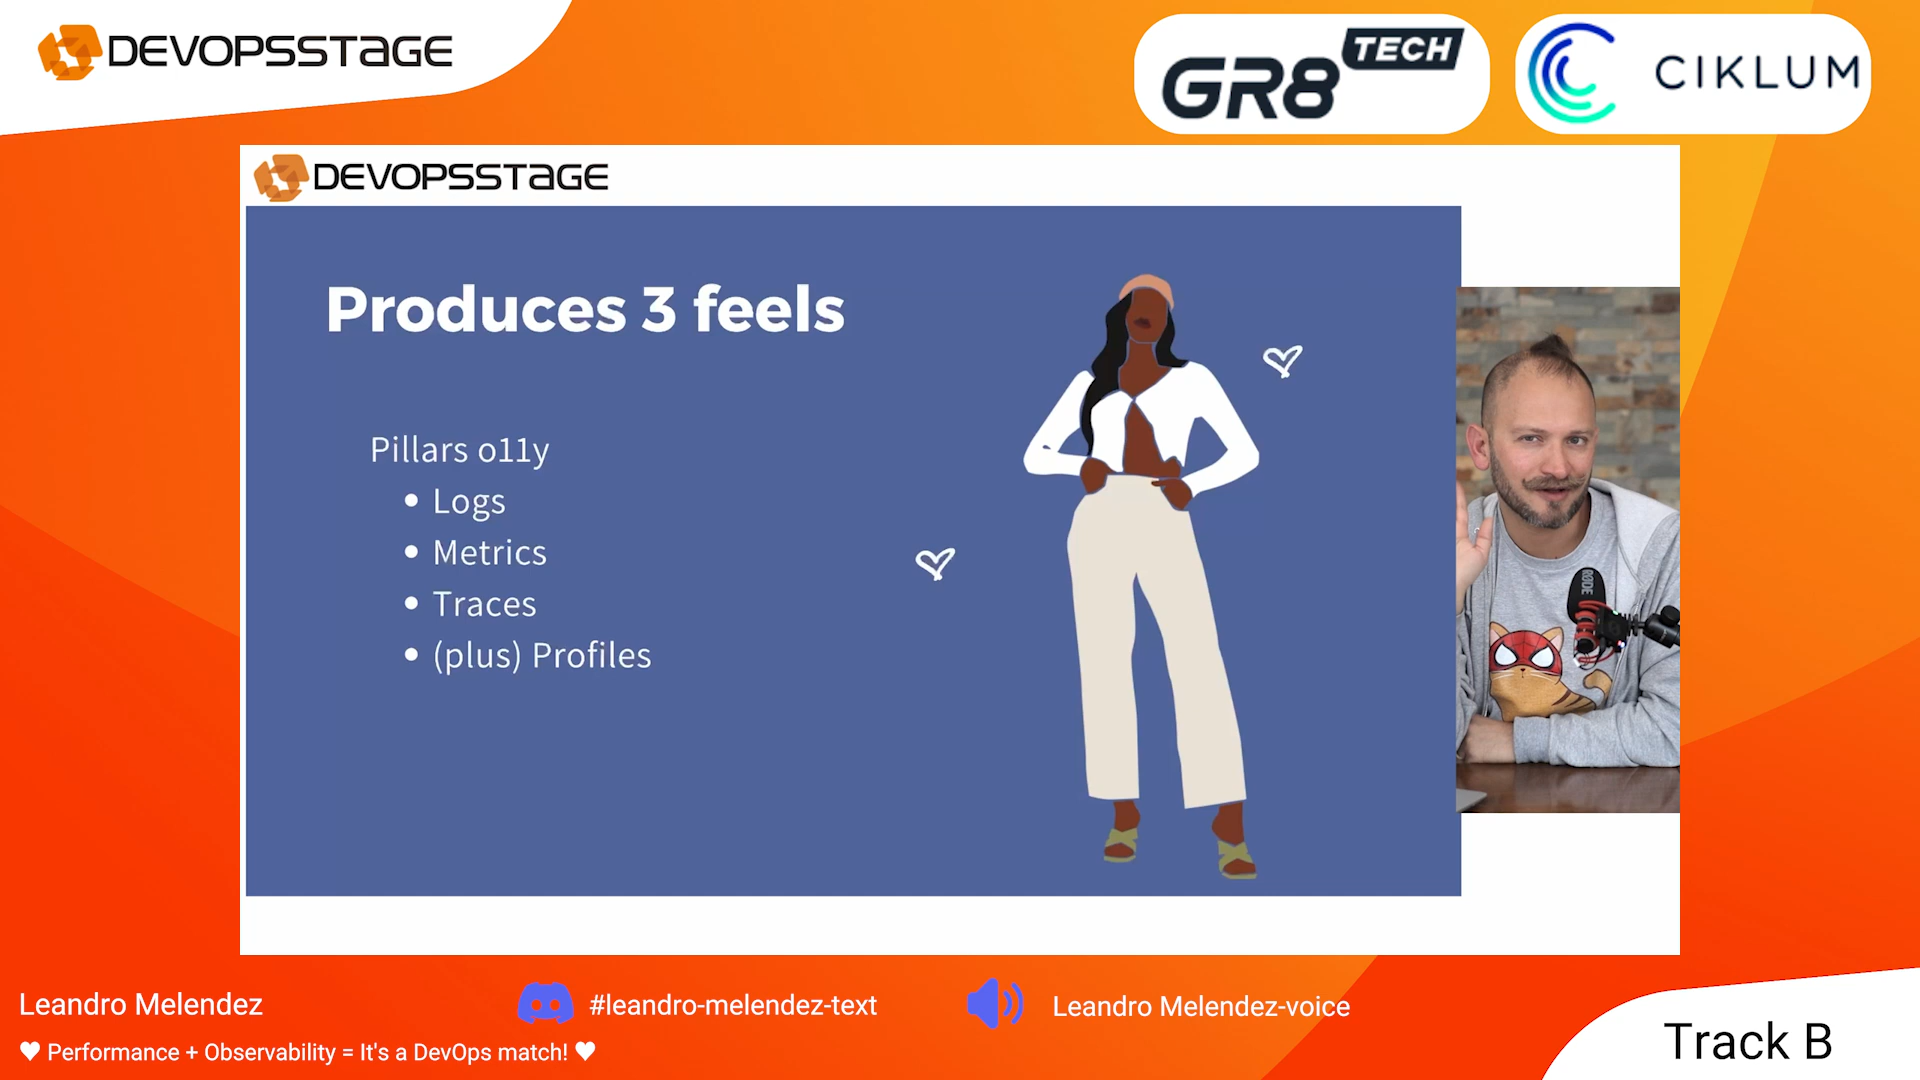 DEVOPSSTAGE
GR8 TECH
CIKLUM
DEVOPSSTAGE
Produces 3 feels
Pillars o11y
• Logs
• Metrics
• Traces
• (plus) Profiles
RØDE
Leandro Melendez
#leandro-melendez-text
Leandro Melendez-voice
♥ Performance + Observability = It's a DevOps match! ♥
Track B